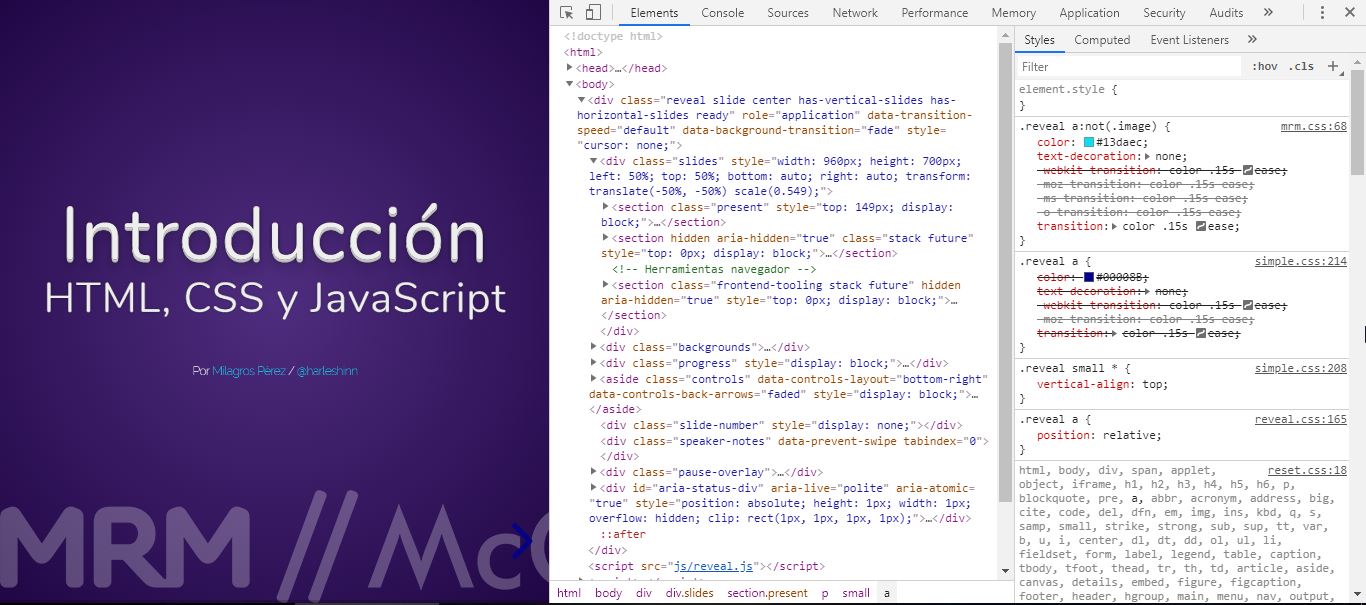 Introducción
HTML, CSS y JavaScript
Por Milagros Pérez / @harleshinn
MRM // McC
Elements Console Sources Network Performance Memory Application Security Audits »
<!doctype html>
<html>
<head>…</head>
<body>
<div class="reveal slide center has-vertical-slides has-
horizontal-slides ready" role="application" data-transition-
speed="default" data-background-transition="fade" style=
"cursor: none;">
<div class="slides" style="width: 960px; height: 700px;
left: 50%; top: 50%; bottom: auto; right: auto; transform:
translate(-50%, -50%) scale(0.549);">
<section class="present" style="top: 149px; display:
block;">…</section>
<section hidden aria-hidden="true" class="stack future"
style="top: 0px; display: block;">…</section>
<!-- Herramientas navegador -->
<section class="frontend-tooling stack future" hidden
aria-hidden="true" style="top: 0px; display: block;">…
</section>
</div>
<div class="backgrounds">…</div>
<div class="progress" style="display: block;">…</div>
<aside class="controls" data-controls-layout="bottom-right"
data-controls-back-arrows="faded" style="display: block;">…
</aside>
<div class="slide-number" style="display: none;"></div>
<div class="speaker-notes" data-prevent-swipe tabindex="0">
</div>
<div class="pause-overlay">…</div>
<div id="aria-status-div" aria-live="polite" aria-atomic=
"true" style="position: absolute; height: 1px; width: 1px;
overflow: hidden; clip: rect(1px, 1px, 1px, 1px);">…</div>
::after
</div>
<script src="js/reveal.js"></script>
html body div div.slides section.present p small a
Styles Computed Event Listeners »
Filter :hov .cls +
element.style {
}
.reveal a:not(.image) { mrm.css:68
color: #13daec;
text-decoration: none;
-webkit-transition: color .15s ease;
-moz-transition: color .15s ease;
-ms-transition: color .15s ease;
-o-transition: color .15s ease;
transition: color .15s ease;
}
.reveal a { simple.css:214
color: #00008B;
text-decoration: none;
-webkit-transition: color .15s ease;
-moz-transition: color .15s ease;
transition: color .15s ease;
}
.reveal small * { simple.css:208
vertical-align: top;
}
.reveal a { reveal.css:165
position: relative;
}
html, body, div, span, applet, reset.css:18
object, iframe, h1, h2, h3, h4, h5, h6, p,
blockquote, pre, a, abbr, acronym, address, big,
cite, code, del, dfn, em, img, ins, kbd, q, s,
samp, small, strike, strong, sub, sup, tt, var,
b, u, i, center, dl, dt, dd, ol, ul, li,
fieldset, form, label, legend, table, caption,
tbody, tfoot, thead, tr, th, td, article, aside,
canvas, details, embed, figure, figcaption,
footer, header, hgroup, main, menu, nav, output,